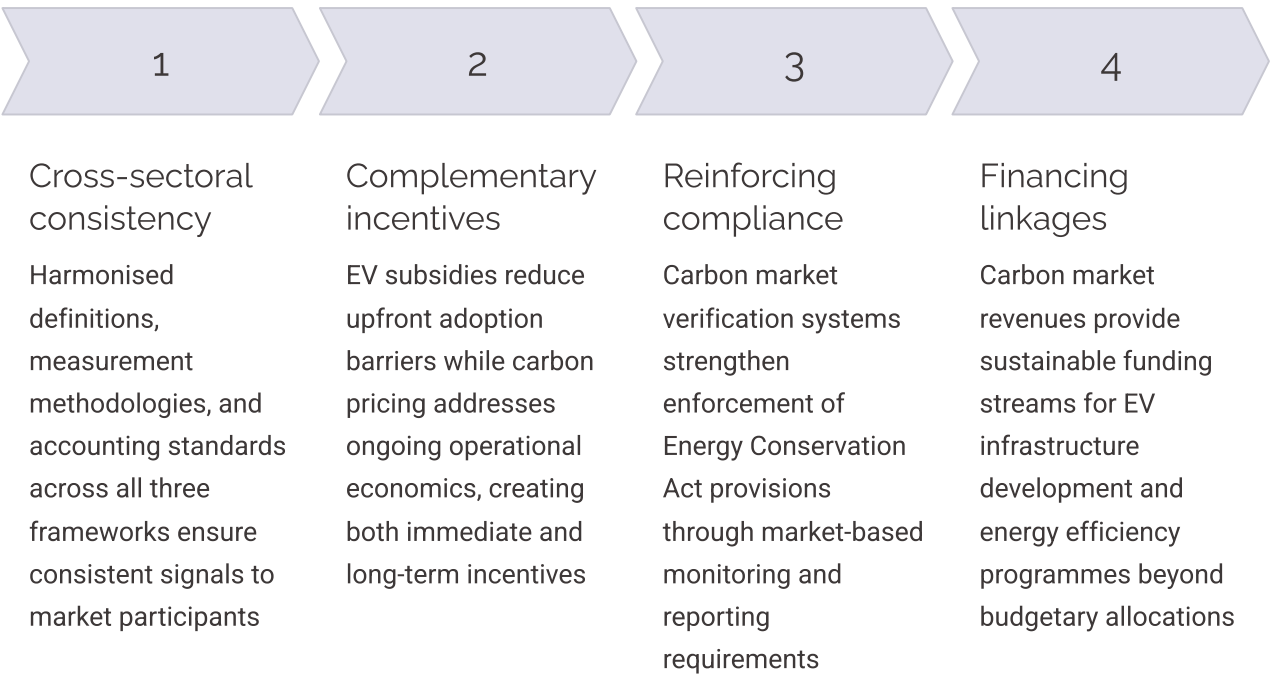 1
2
3
4
Cross-sectoral
consistency
Harmonised
definitions,
measurement
methodologies, and
accounting standards
across all three
frameworks ensure
consistent signals to
market participants
Complementary
incentives
EV subsidies reduce
upfront adoption
barriers while carbon
pricing addresses
ongoing operational
economics, creating
both immediate and
long-term incentives
Reinforcing
compliance
Carbon market
verification systems
strengthen
enforcement of
Energy Conservation
Act provisions
through market-based
monitoring and
reporting
requirements
Financing
linkages
Carbon market
revenues provide
sustainable funding
streams for EV
infrastructure
development and
energy efficiency
programmes beyond
budgetary allocations